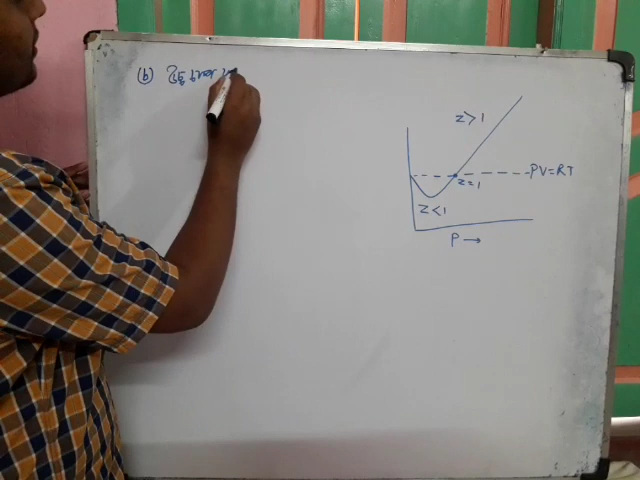 (a)
Z > 1
PV=RT
Z=1
Z < 1
P →